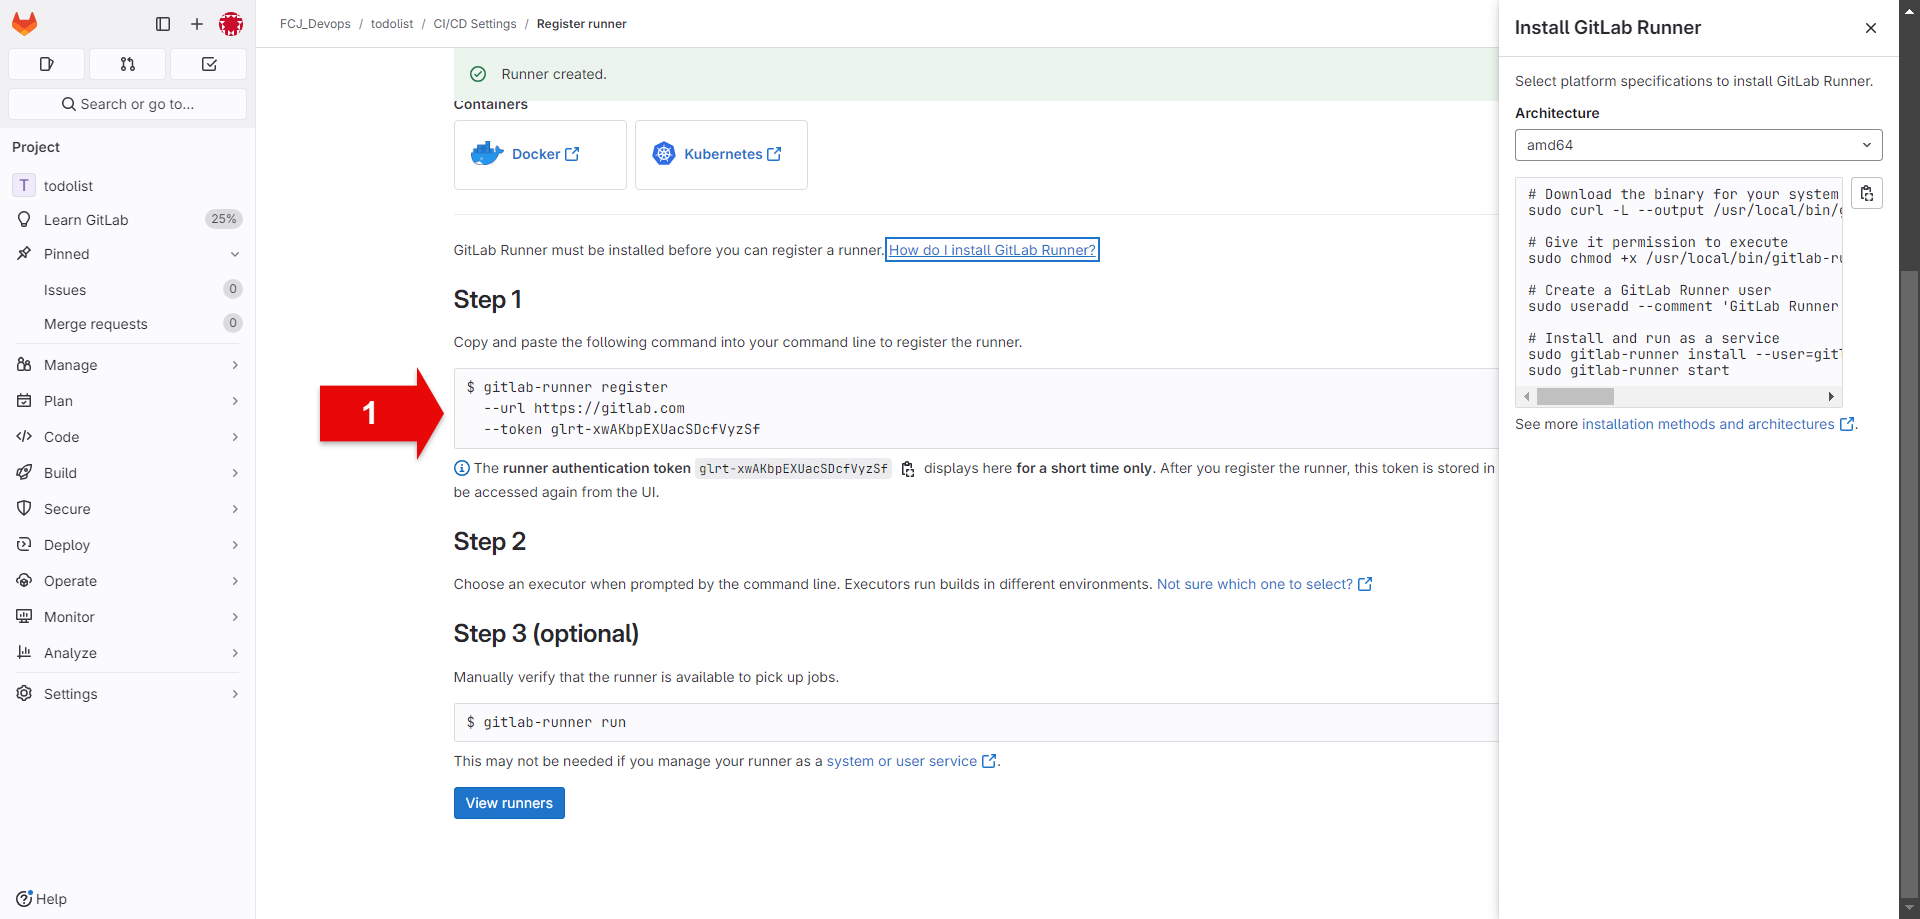 Search or go to...
Project
T todolist
Learn GitLab 25%
Pinned
Issues 0
Merge requests 0
Manage
Plan
Code
Build
Secure
Deploy
Operate
Monitor
Analyze
Settings
Help
FCJ_Devops / todolist / CI/CD Settings / Register runner
Runner created.
Containers
Docker
Kubernetes
GitLab Runner must be installed before you can register a runner. How do I install GitLab Runner?
Step 1
Copy and paste the following command into your command line to register the runner.
1
$ gitlab-runner register
--url https://gitlab.com
--token glrt-xwAKbpEXUacSDcfVyzSf
The runner authentication token glrt-xwAKbpEXUacSDcfVyzSf displays here for a short time only. After you register the runner, this token is stored in
be accessed again from the UI.
Step 2
Choose an executor when prompted by the command line. Executors run builds in different environments. Not sure which one to select?
Step 3 (optional)
Manually verify that the runner is available to pick up jobs.
$ gitlab-runner run
This may not be needed if you manage your runner as a system or user service.
View runners
Install GitLab Runner
Select platform specifications to install GitLab Runner.
Architecture
amd64
# Download the binary for your system
sudo curl -L --output /usr/local/bin/g
# Give it permission to execute
sudo chmod +x /usr/local/bin/gitlab-ru
# Create a GitLab Runner user
sudo useradd --comment 'GitLab Runner
# Install and run as a service
sudo gitlab-runner install --user=gitl
sudo gitlab-runner start
See more installation methods and architectures.